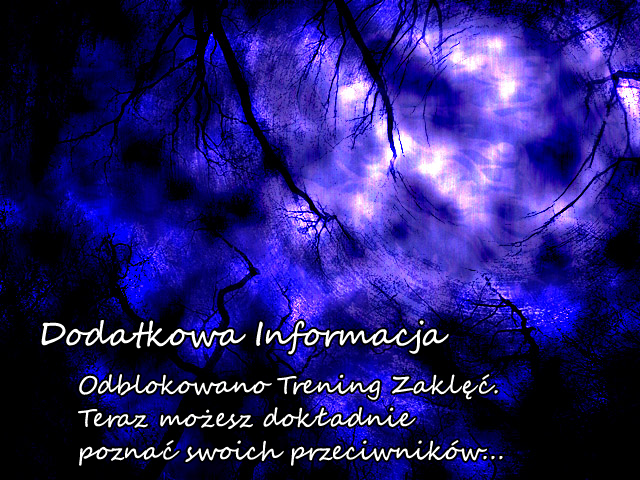 Dodatkowa Informacja
Odblokowano Trening Zaklęć.
Teraz możesz dokładnie
poznać swoich przeciwników...